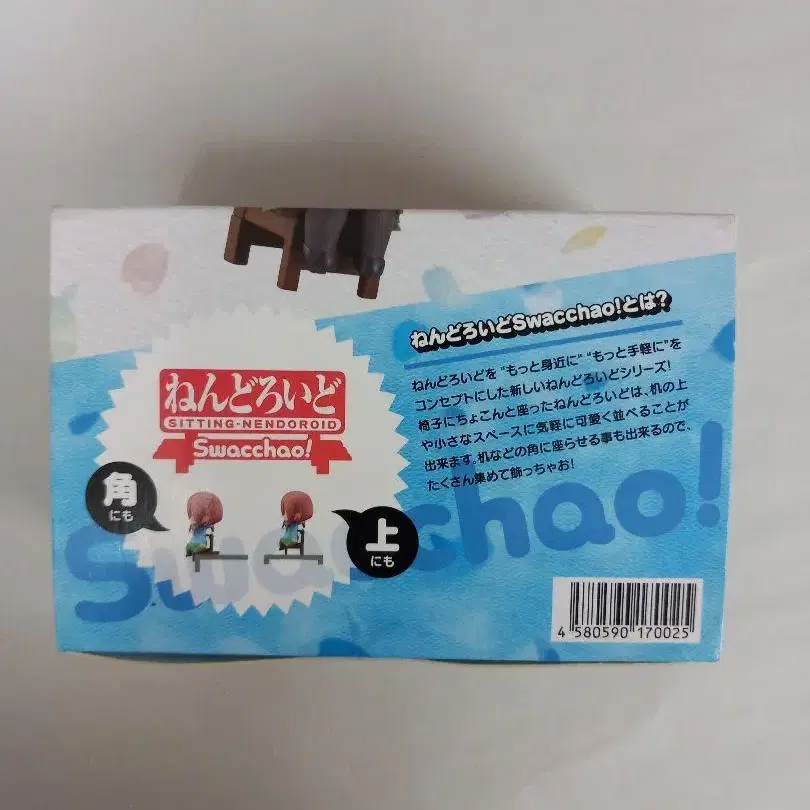 ねんどろいどSwacchao!とは?
ねんどろいどを "もっと身近に" "もっと手軽に"を
コンセプトにした新しいねんどろいどシリーズ!
椅子にちょこんと座ったねんどろいどは、机の上
や小さなスペースに気軽に可愛く並べることが
出来ます。机などの角に座らせる事も出来るので、
たくさん集めて飾っちゃお!
ねんどろいど
SITTING-NENDOROID
Swacchao!
角
にも
上
にも
Swacchao!
4 580590 170025